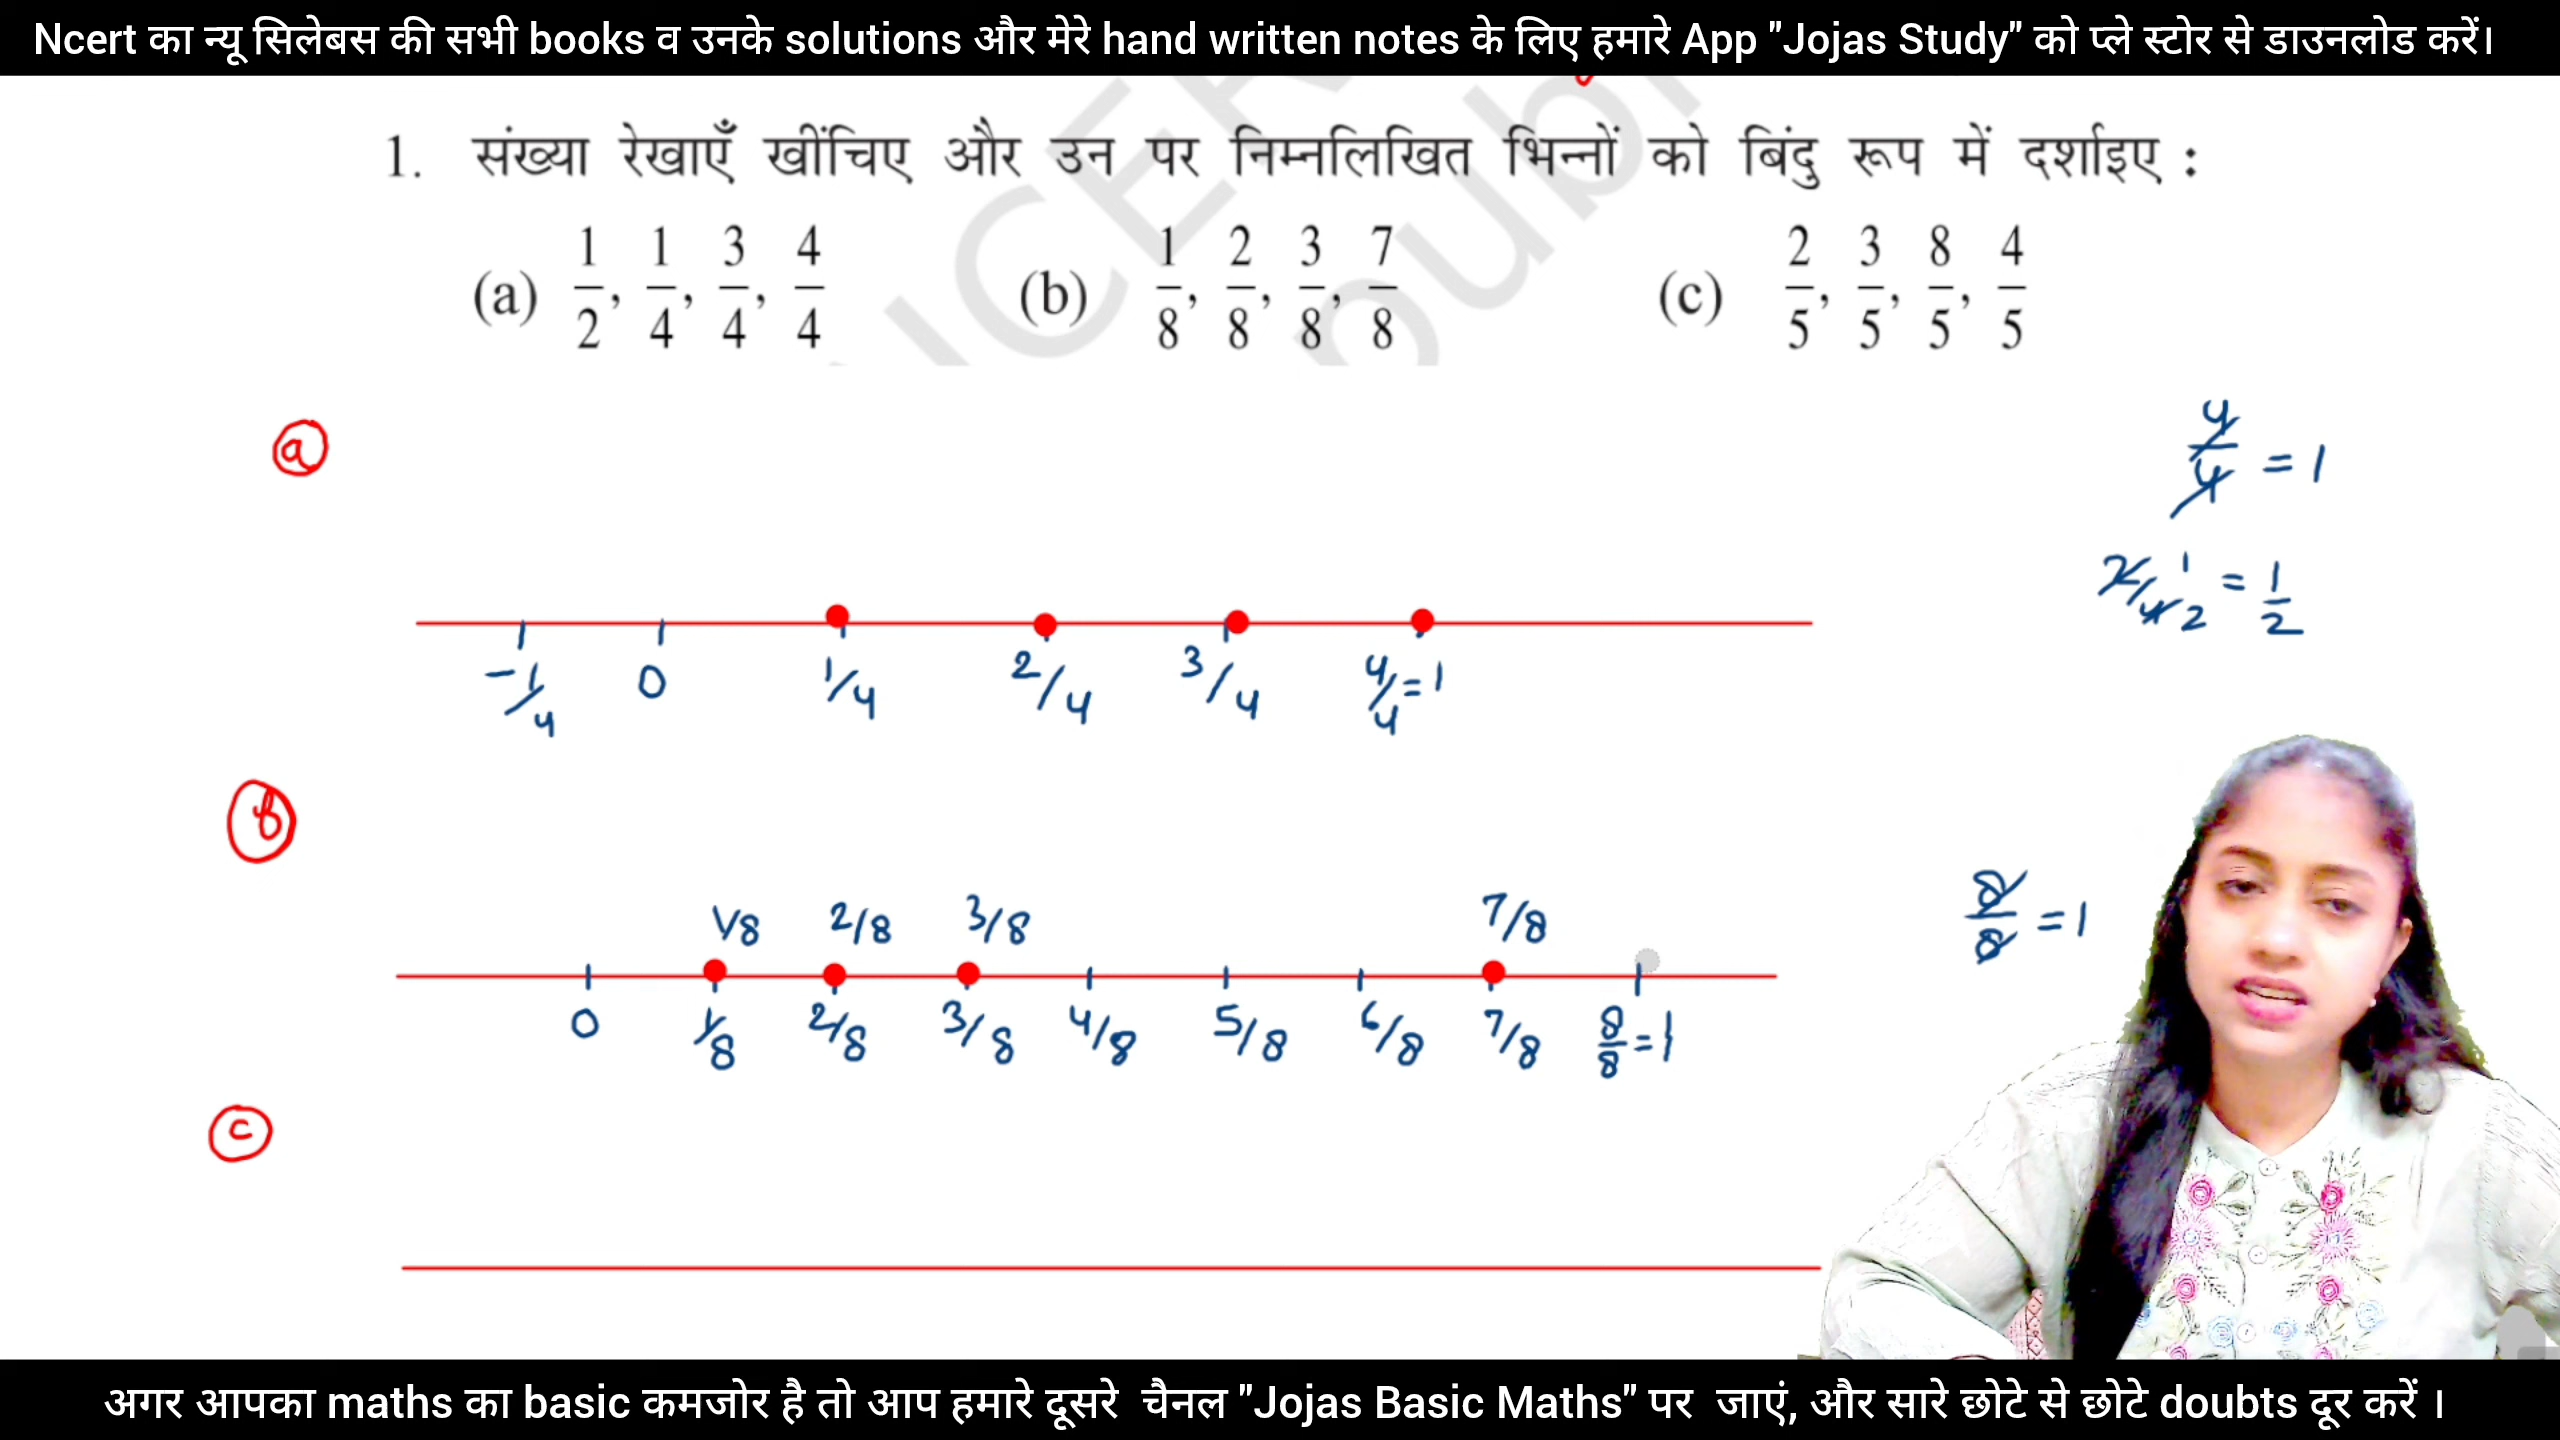 Ncert का न्यू सिलेबस की सभी books व उनके solutions और मेरे hand written notes के लिए हमारे App "Jojas Study" को प्ले स्टोर से डाउनलोड करें।
1. संख्या रेखाएँ खींचिए और उन पर निम्नलिखित भिन्नों को बिंदु रूप में दर्शाइए :
(a) 1/2, 1/4, 3/4, 4/4 (b) 1/8, 2/8, 3/8, 7/8 (c) 2/5, 3/5, 8/5, 4/5
a
4/4 = 1
2/4 1/2 = 1/2
-1/4 0 1/4 2/4 3/4 4/4=1
b
1/8 2/8 3/8 7/8
8/8 = 1
0 1/8 2/8 3/8 4/8 5/8 6/8 7/8 8/8=1
c
अगर आपका maths का basic कमजोर है तो आप हमारे दूसरे चैनल "Jojas Basic Maths" पर जाएं, और सारे छोटे से छोटे doubts दूर करें ।